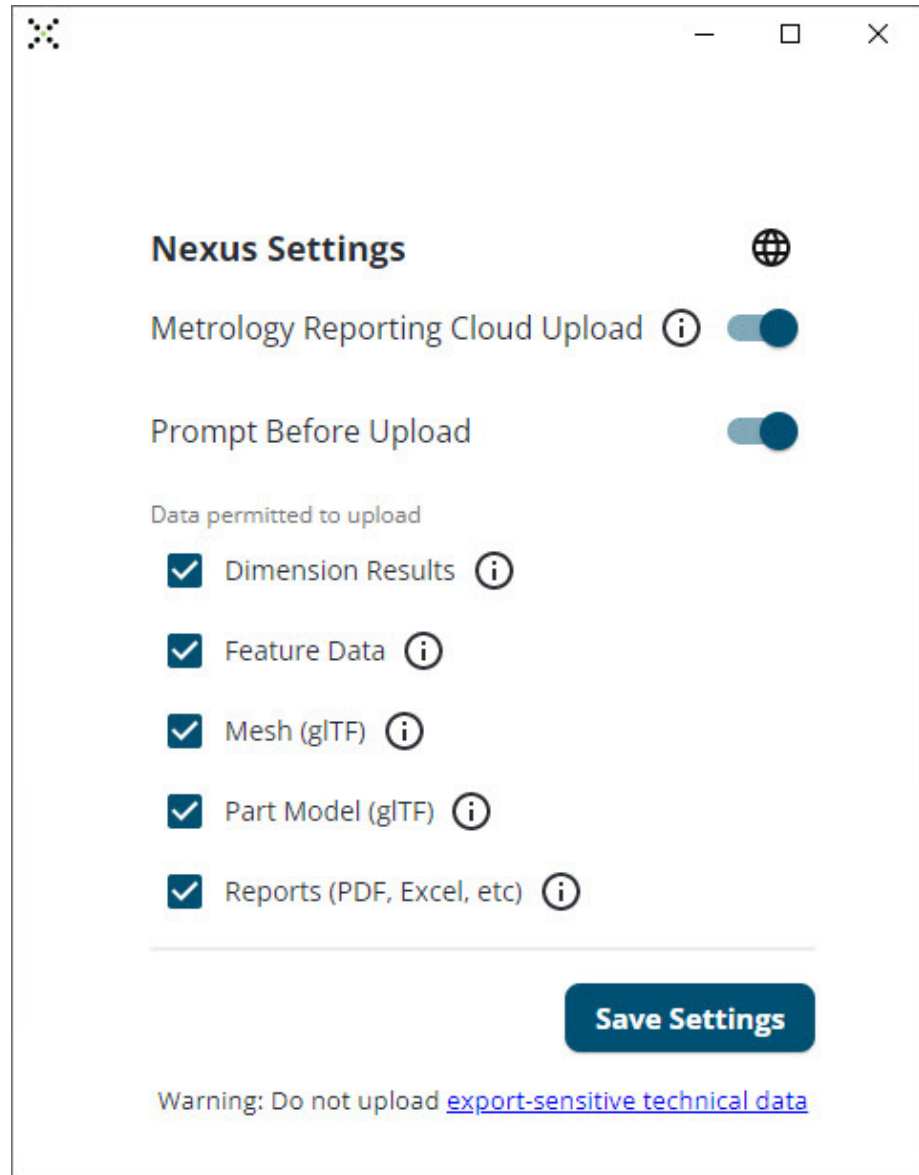 Nexus Settings
Metrology Reporting Cloud Upload
Prompt Before Upload
Data permitted to upload
Dimension Results
Feature Data
Mesh (glTF)
Part Model (glTF)
Reports (PDF, Excel, etc)
Save Settings
Warning: Do not upload export-sensitive technical data